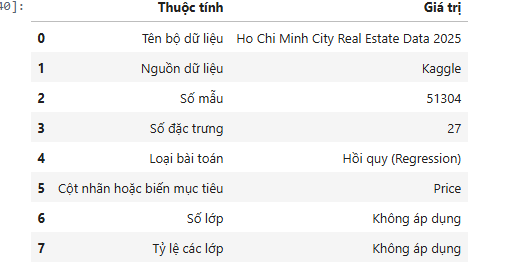 40]:
Thuộc tính Giá trị
0 Tên bộ dữ liệu Ho Chi Minh City Real Estate Data 2025
1 Nguồn dữ liệu Kaggle
2 Số mẫu 51304
3 Số đặc trưng 27
4 Loại bài toán Hồi quy (Regression)
5 Cột nhãn hoặc biến mục tiêu Price
6 Số lớp Không áp dụng
7 Tỷ lệ các lớp Không áp dụng